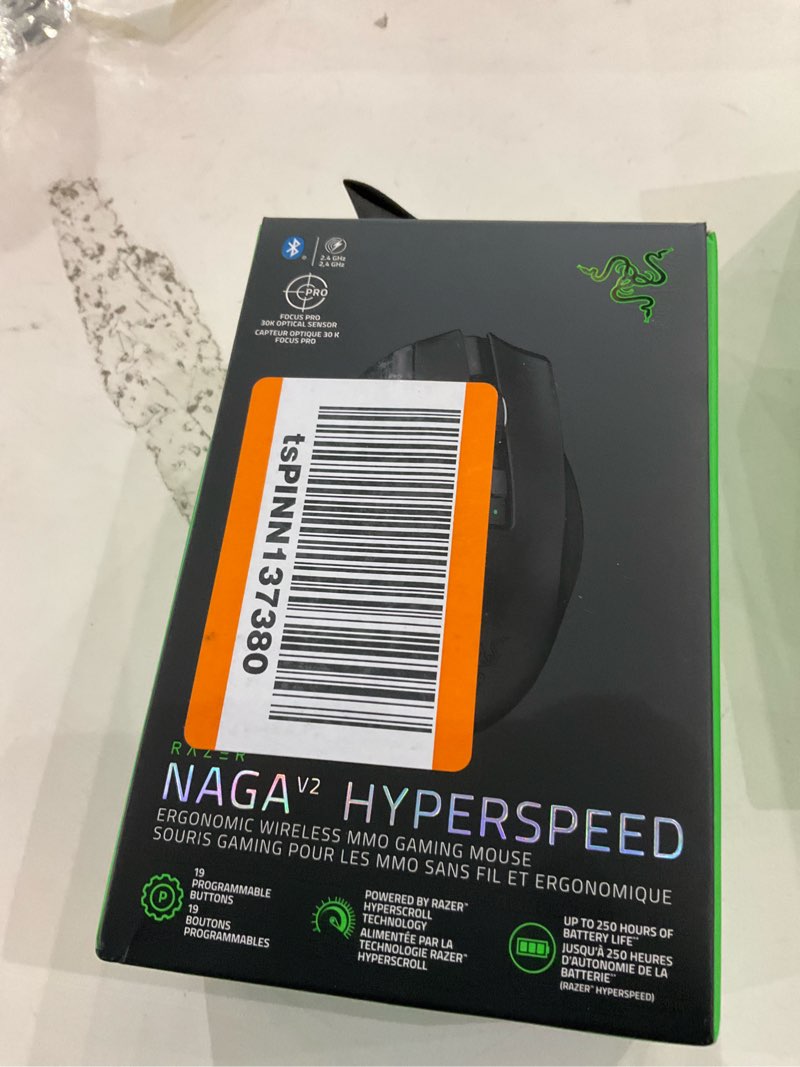 2.4 GHz
2,4 GHz
PRO
FOCUS PRO
30K OPTICAL SENSOR
CAPTEUR OPTIQUE 30 K
FOCUS PRO
tsPINN137380
RAZER
NAGA V2 HYPERSPEED
ERGONOMIC WIRELESS MMO GAMING MOUSE
SOURIS GAMING POUR LES MMO SANS FIL ET ERGONOMIQUE
P
19
PROGRAMMABLE
BUTTONS
19
BOUTONS
PROGRAMMABLES
POWERED BY RAZER™
HYPERSCROLL
TECHNOLOGY
ALIMENTÉE PAR LA
TECHNOLOGIE RAZER™
HYPERSCROLL
UP TO 250 HOURS OF
BATTERY LIFE**
JUSQU'À 250 HEURES
D'AUTONOMIE DE LA
BATTERIE**
(RAZER™ HYPERSPEED)